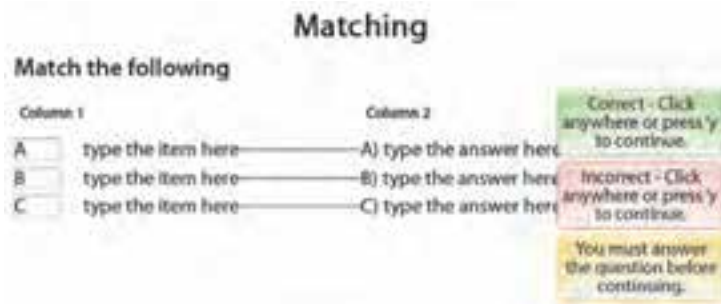 Matching
Match the following
Column 1 Column 2
A type the item here A) type the answer here
B type the item here B) type the answer here
C type the item here C) type the answer here
Correct - Click
anywhere or press 'y
to continue.
Incorrect - Click
anywhere or press 'y
to continue.
You must answer
the question before
continuing.